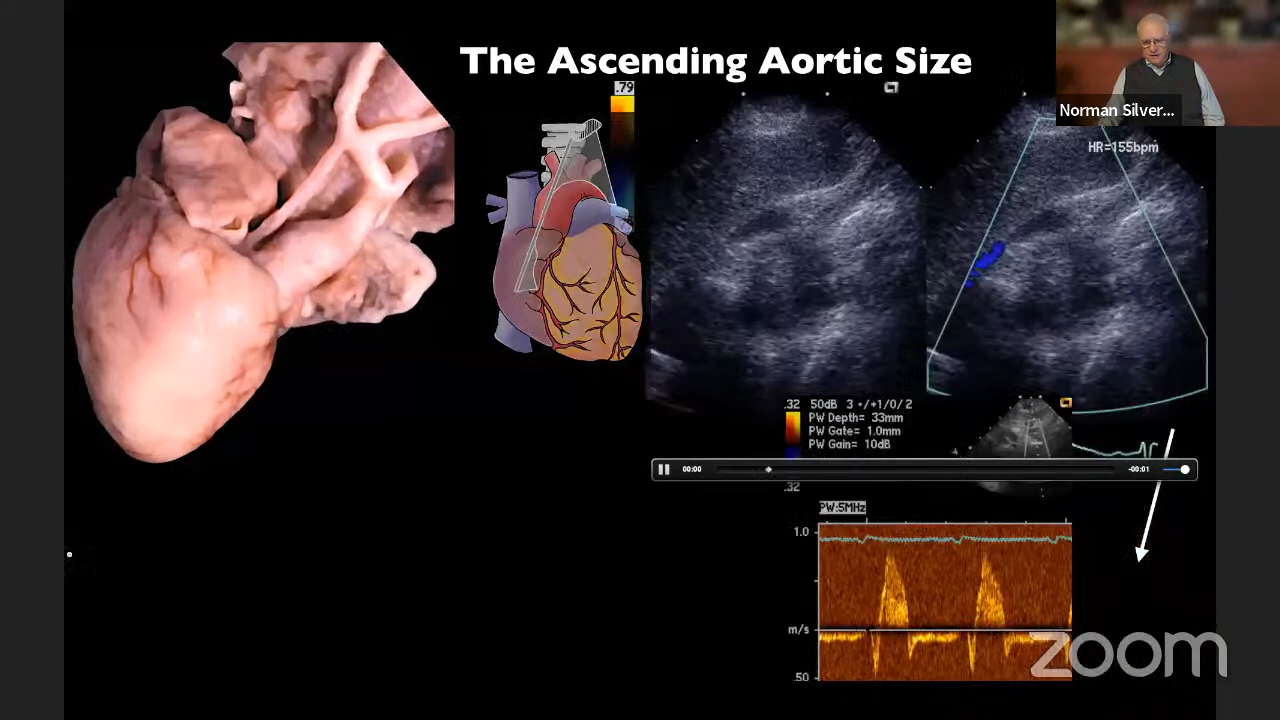 The Ascending Aortic Size
Norman Silver...
.79
HR=155bpm
.32 50dB 3 •/+1/0/2
PW Depth= 33mm
PW Gate= 1.0mm
PW Gain= 10dB
00:00
-00:01
.32
PW:5MHz
1.0
m/s
.50
zoom